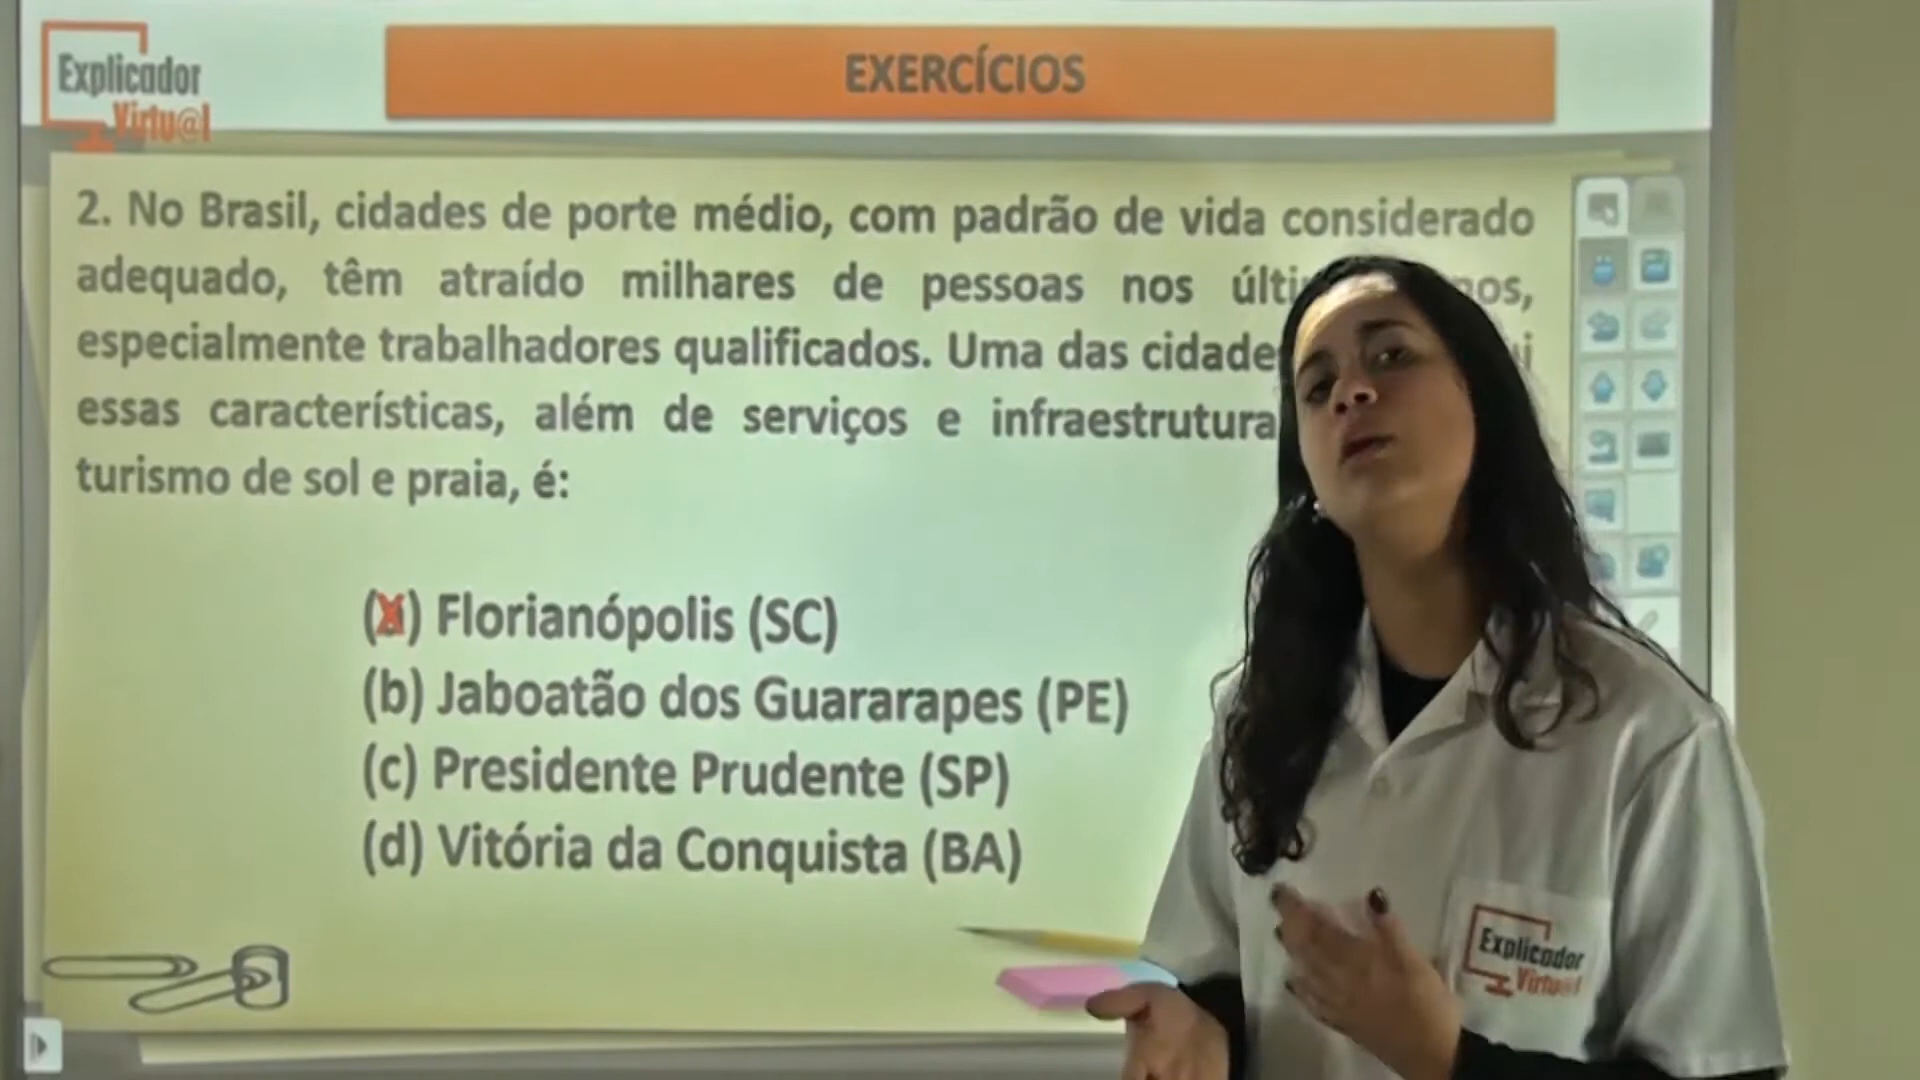 Explicador
Virtu@l
EXERCÍCIOS
2. No Brasil, cidades de porte médio, com padrão de vida considerado
adequado, têm atraído milhares de pessoas nos
especialmente trabalhadores qualificados. Uma das
essas características, além de serviços e infraestrutura
turismo de sol e praia, é:
(X) Florianópolis (SC)
(b) Jaboatão dos Guararapes (PE)
(c) Presidente Prudente (SP)
(d) Vitória da Conquista (BA)
Explicador
Virtu@l